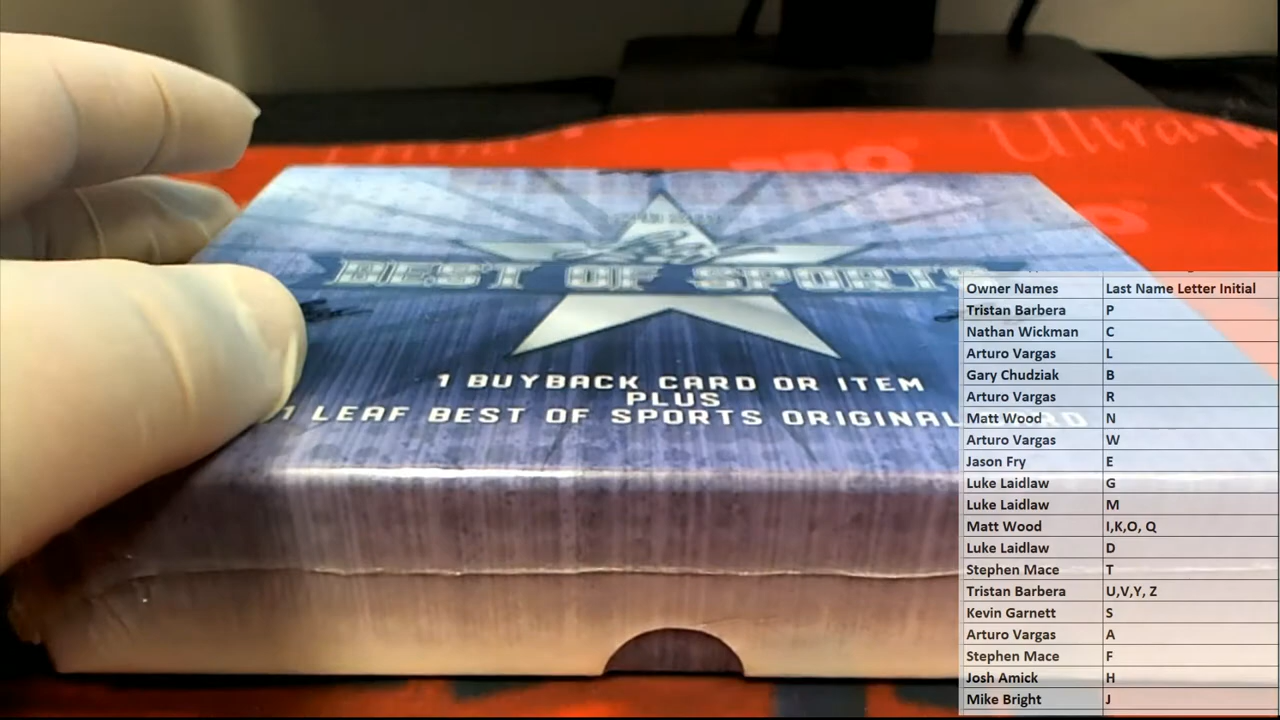 Ultra-
PRO
BEST OF SPORTS
1 BUYBACK CARD OR ITEM
PLUS
1 LEAF BEST OF SPORTS ORIGINAL CARD
Owner Names Last Name Letter Initial
Tristan Barbera P
Nathan Wickman C
Arturo Vargas L
Gary Chudziak B
Arturo Vargas R
Matt Wood N
Arturo Vargas W
Jason Fry E
Luke Laidlaw G
Luke Laidlaw M
Matt Wood I,K,O, Q
Luke Laidlaw D
Stephen Mace T
Tristan Barbera U,V,Y, Z
Kevin Garnett S
Arturo Vargas A
Stephen Mace F
Josh Amick H
Mike Bright J